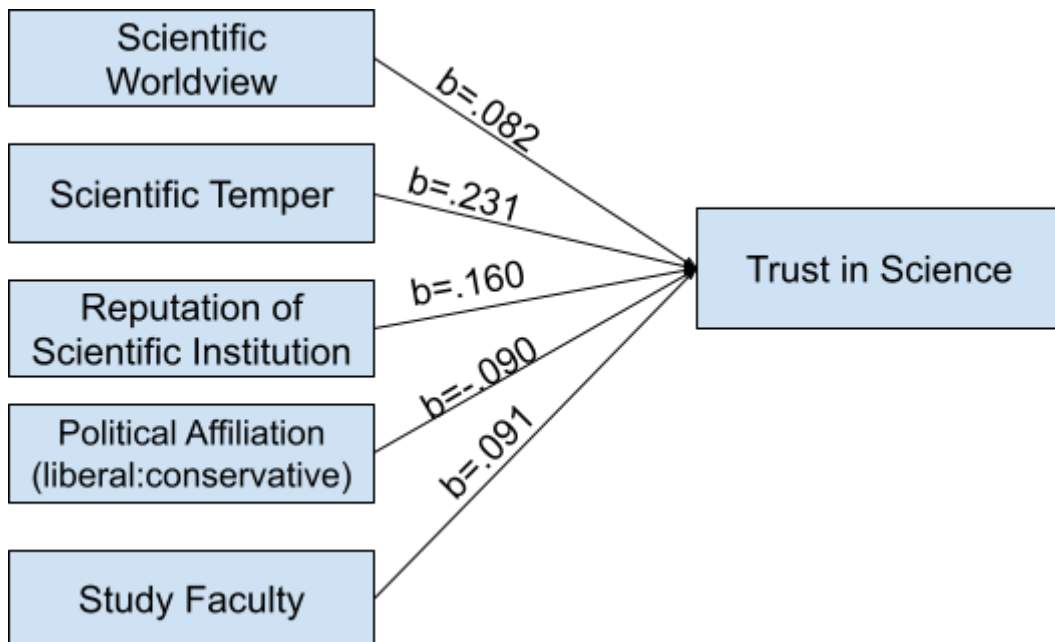 Scientific
Worldview
b=.082
Scientific Temper
b=.231
Trust in Science
Reputation of
Scientific Institution
b=.160
Political Affiliation
(liberal:conservative)
b=-.090
Study Faculty
b=.091